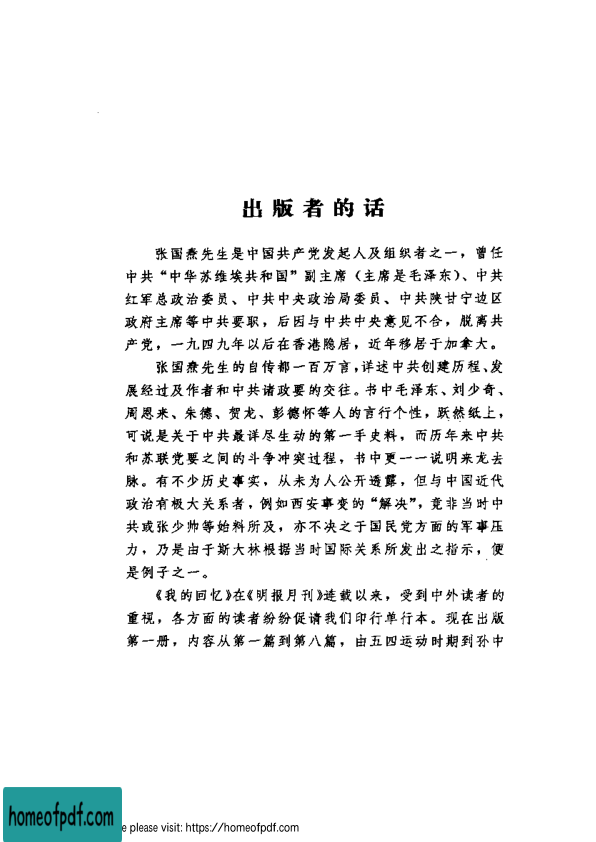 出版者的话
张国焘先生是中国共产党发起人及组织者之一，曾任
中共“中华苏维埃共和国”副主席（主席是毛泽东）、中共
红军总政治委员、中共中央政治局委员、中共陕甘宁边区
政府主席等中共要职，后因与中共中央意见不合，脱离共
产党，一九四九年以后在香港隐居，近年移居于加拿大。
张国焘先生的自传都一百万言，详述中共创建历程、发
展经过及作者和中共诸政要的交往。书中毛泽东、刘少奇、
周恩来、朱德、贺龙、彭德怀等人的言行个性，跃然纸上，
可说是关于中共最详尽生动的第一手史料，而历年来中共
和苏联党要之间的斗争冲突过程，书中更一一说明来龙去
脉。有不少历史事实，从未为人公开透露，但与中国近代
政治有极大关系者，例如西安事变的“解决”，竟非当时中
共或张少帅等始料所及，亦不决之于国民党方面的军事压
力，乃是由于斯大林根据当时国际关系所发出之指示，便
是例子之一。
《我的回忆》在《明报月刊》连载以来，受到中外读者的
重视，各方面的读者纷纷促请我们印行单行本。现在出版
第一册，内容从第一篇到第八篇，由五四运动时期到孙中
homeofpdf.com
e please visit: https://homeofpdf.com